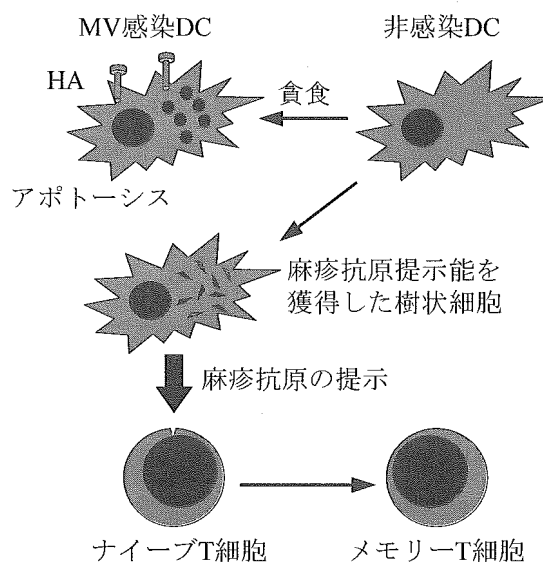 MV感染DC
非感染DC
HA
貪食
アポトーシス
麻疹抗原提示能を
獲得した樹状細胞
麻疹抗原の提示
ナイーブT細胞
メモリーT細胞